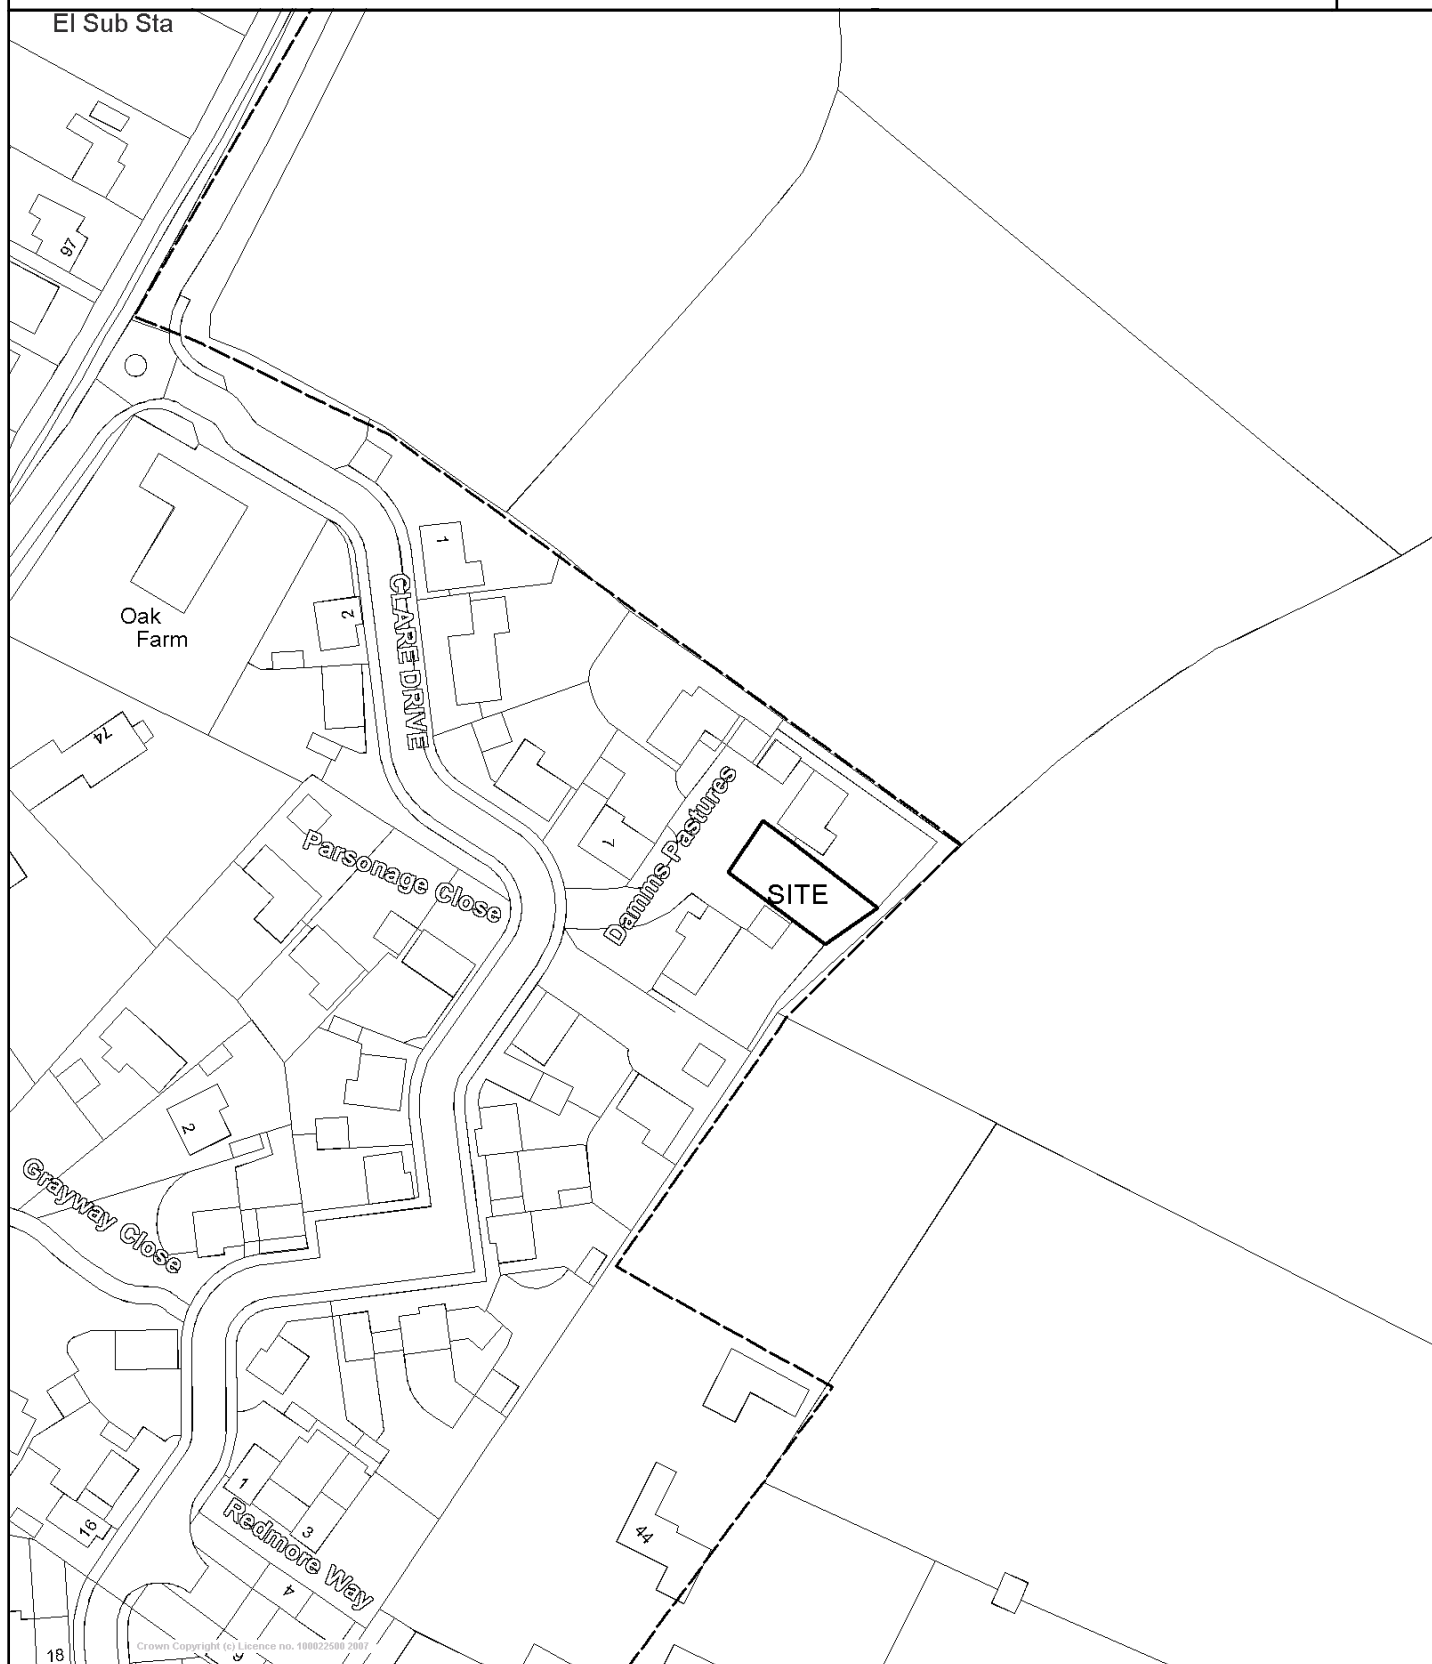 El Sub Sta
97
1
CLARE DRIVE
2
Oak
Farm
74
Damms Pastures
7
Parsonage Close
SITE
2
Grayway Close
1
3
Redmore Way
16
44
4
18
Crown Copyright (c) Licence no. 100022500 2007